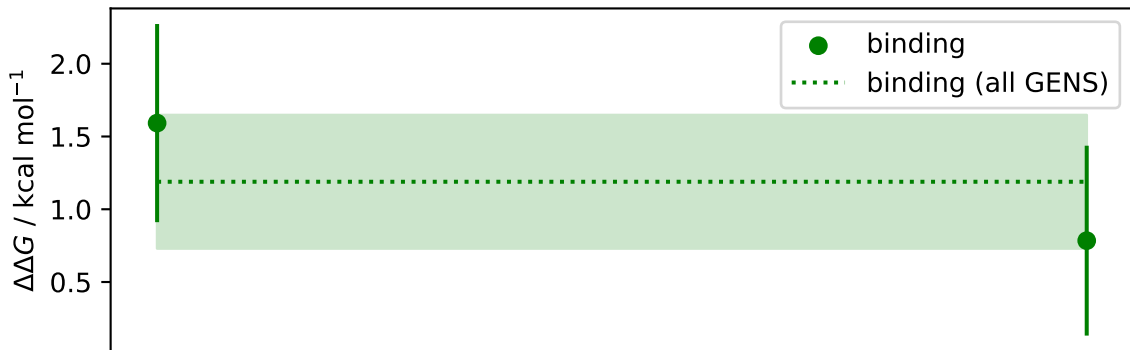 binding
binding (all GENS)
ΔΔG / kcal mol⁻¹
2.0
1.5
1.0
0.5